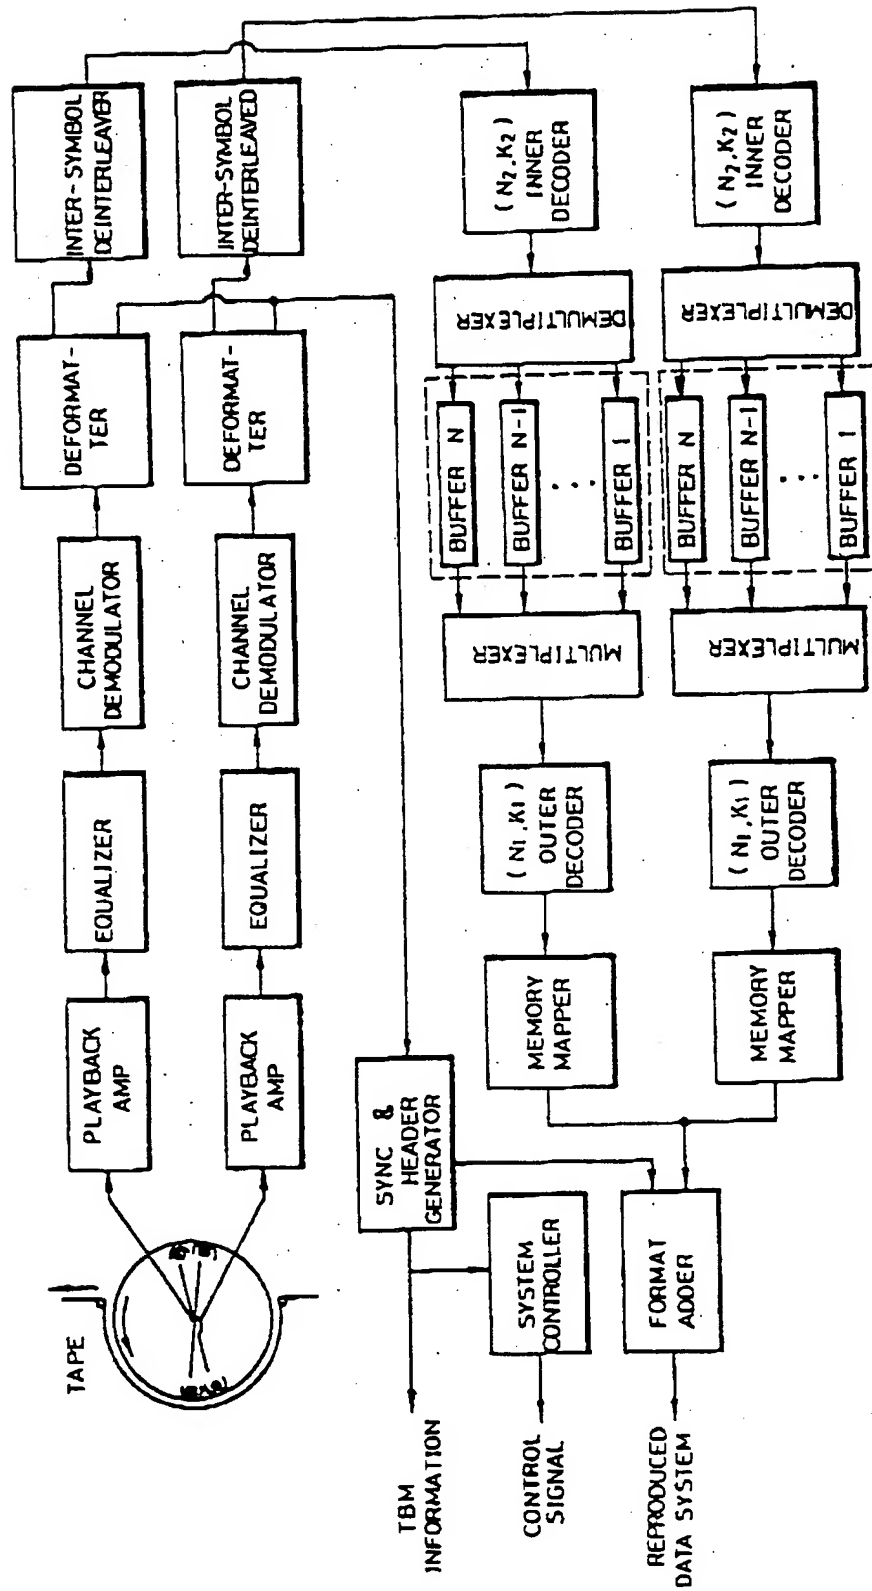 TAPE
PLAYBACK
AMP
EQUALIZER
CHANNEL
DEMODULATOR
DEFORMAT-
TER
INTER-SYMBOL
DEINTERLEAVER
PLAYBACK
AMP
EQUALIZER
CHANNEL
DEMODULATOR
DEFORMAT-
TER
INTER-SYMBOL
DEINTERLEAVED
TBM
INFORMATION
SYNC &
HEADER
GENERATOR
CONTROL
SIGNAL
SYSTEM
CONTROLLER
MEMORY
MAPPER
(N1,K1)
OUTER
DECODER
MULTIPLEXER
BUFFER N
BUFFER N-1
...
BUFFER 1
DEMULTIPLEXER
(N2,K2)
INNER
DECODER
REPRODUCED
DATA SYSTEM
FORMAT
ADDER
MEMORY
MAPPER
(N1,K1)
OUTER
DECODER
MULTIPLEXER
BUFFER N
BUFFER N-1
...
BUFFER 1
DEMULTIPLEXER
(N2,K2)
INNER
DECODER